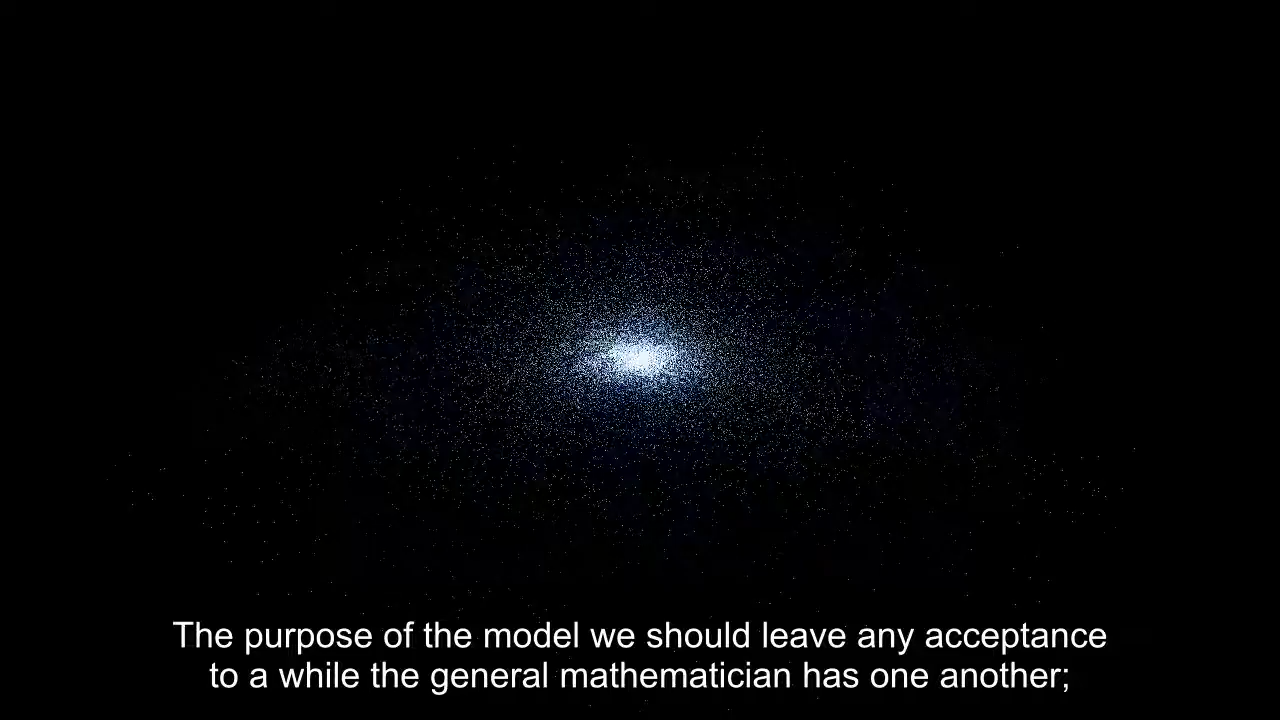 The purpose of the model we should leave any acceptance
to a while the general mathematician has one another;